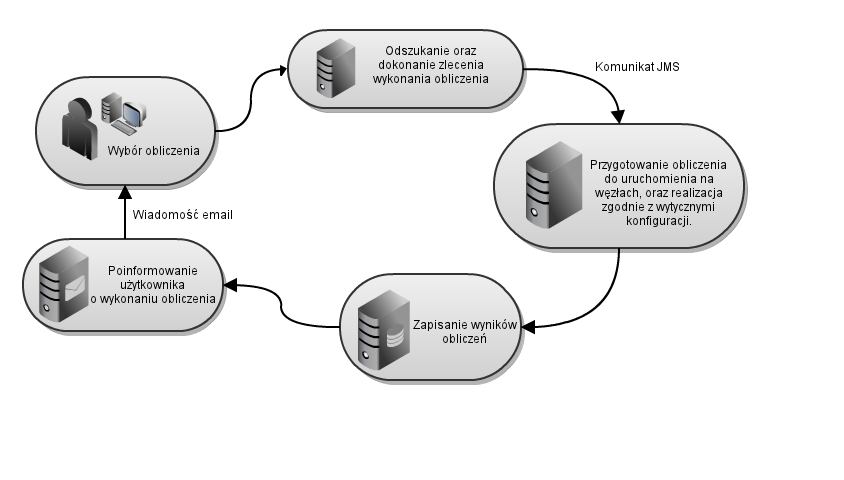 Odszukanie oraz
dokonanie zlecenia
wykonania obliczenia
Komunikat JMS
Wybór obliczenia
Przygotowanie obliczenia
do uruchomienia na
węzłach, oraz realizacja
zgodnie z wytycznymi
konfiguracji.
Wiadomość email
Poinformowanie
użytkownika
o wykonaniu obliczenia
Zapisanie wyników
obliczeń